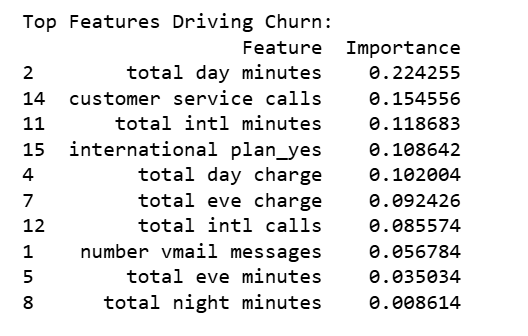 Top Features Driving Churn:
Feature Importance
2 total day minutes 0.224255
14 customer service calls 0.154556
11 total intl minutes 0.118683
15 international plan_yes 0.108642
4 total day charge 0.102004
7 total eve charge 0.092426
12 total intl calls 0.085574
1 number vmail messages 0.056784
5 total eve minutes 0.035034
8 total night minutes 0.008614